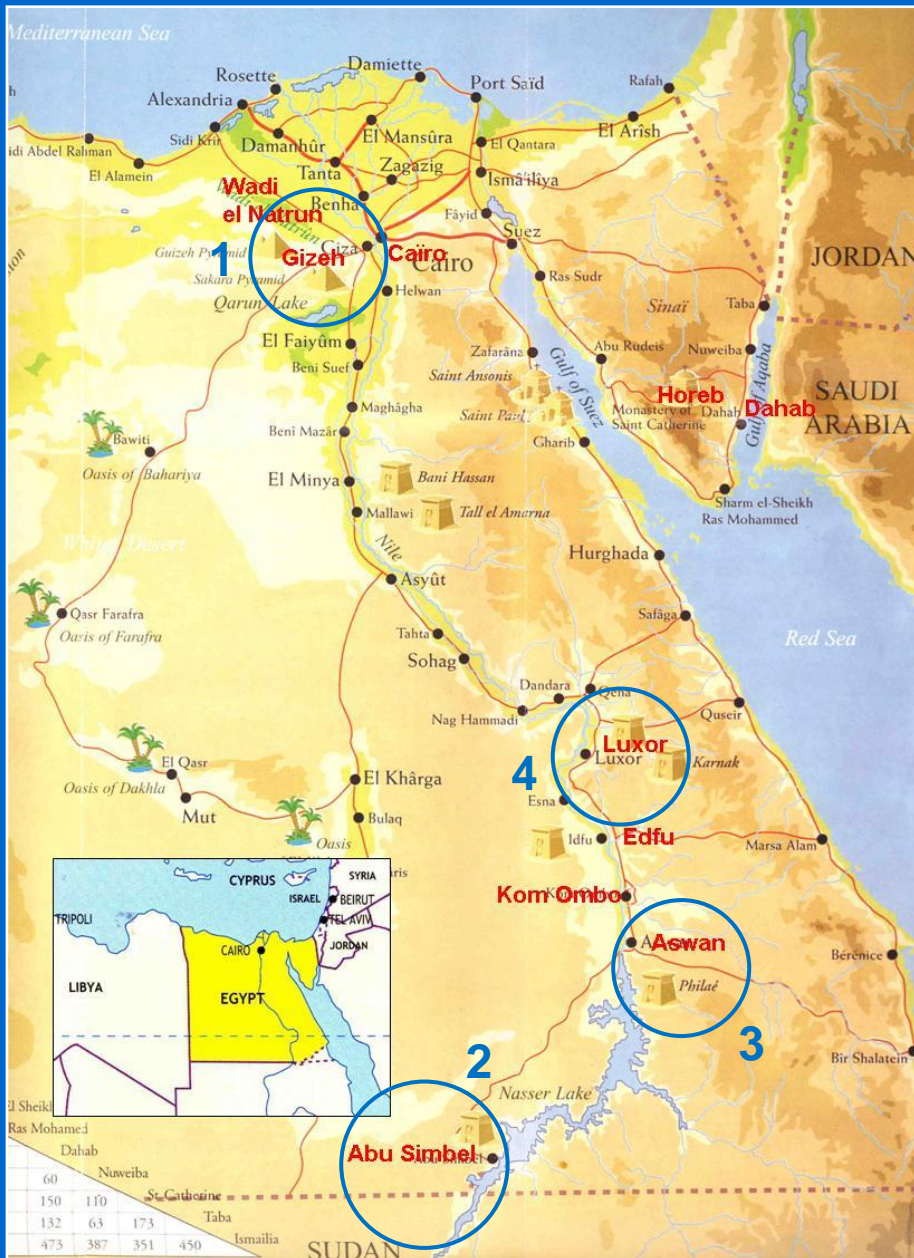 Mediterranean Sea
Damiette
Rosette
Port Saïd
Rafah
Alexandria
El Mansûra
El Arîsh
Sidi Krir
Damanhûr
El Qantara
idi Abdel Rahman
El Alamein
Tanta
Zagazig
Ismaïlîya
Wadi
el Natrun
Benha
Fâyid
Suez
1
Guizeh Pyramid
Giza
Gizeh
Caïro
Caïro
JORDAN
Sakara Pyramid
Ras Sudr
Qarun Lake
Helwan
Sinaï
Taba
El Faiyûm
Beni Suef
Zafarâna
Abu Rudeis
Nuweiba
Saint Ansonis
Gulf of Suez
Gulf of Aqaba
SAUDI
ARABIA
Horeb
Dahab
Maghâgha
Saint Paul
Monastery of
Saint Catherine
Dahab
Benî Mazâr
Gharib
Bawiti
Oasis of Bahariya
El Minya
Bani Hassan
Sharm el-Sheikh
Ras Mohammed
Mallawi
Tall el Amarna
White Desert
Nile
Hurghada
Asyût
Qasr Farafra
Oasis of Farafra
Safâga
Tahta
Red Sea
Sohag
Dandara
Qena
Nag Hammadi
Quseir
Luxor
4
Luxor
Karnak
El Qasr
Oasis of Dakhla
El Khârga
Mut
Esna
Bulaq
Oasis
Idfu
Edfu
Marsa Alam
CYPRUS
SYRIA
ISRAEL
BEIRUT
TRIPOLI
TEL AVIV
CAIRO
JORDAN
LIBYA
EGYPT
Kom Ombo
Aswan
Bérénice
Philaé
3
Bir Shalatein
2
Nasser Lake
El Sheikh
Ras Mohamed
Dahab
Abu Simbel
Abu Simbel
60
Nuweiba
150 110
St. Catherine
132 63 173
Taba
473 387 351 450
Ismailia
SUDAN